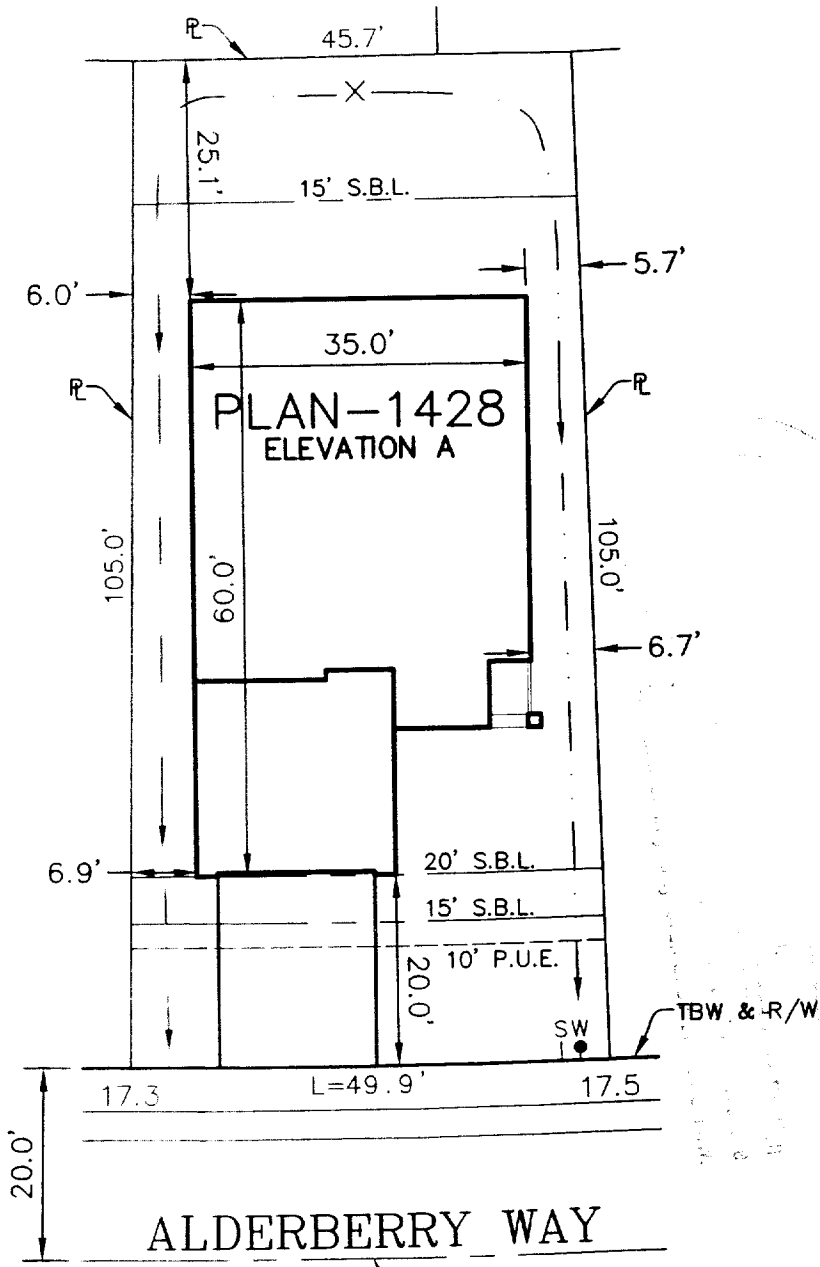 PL
45.7'
X
25.1'
15' S.B.L.
5.7'
6.0'
35.0'
PL
PL
PLAN-1428
ELEVATION A
105.0'
60.0'
105.0'
6.7'
6.9'
20' S.B.L.
15' S.B.L.
10' P.U.E.
20.0'
TBW & R/W
SW
17.3
L=49.9'
17.5
20.0'
ALDERBERRY WAY